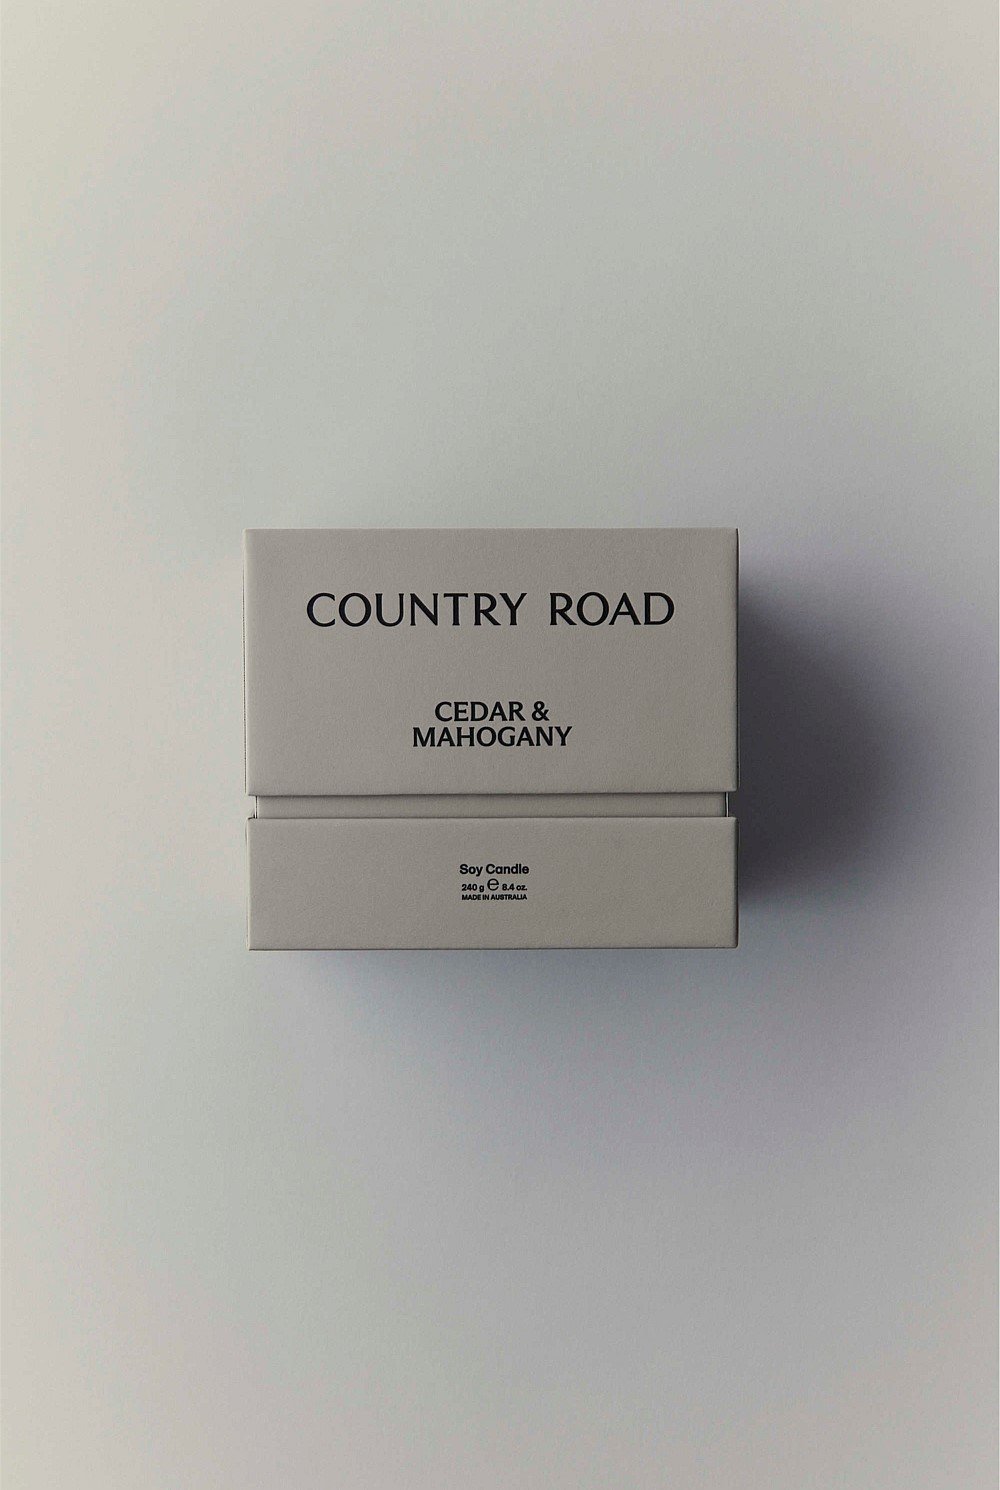 COUNTRY ROAD
CEDAR &
MAHOGANY
Soy Candle
240 g ℮ 8.4 oz.
MADE IN AUSTRALIA